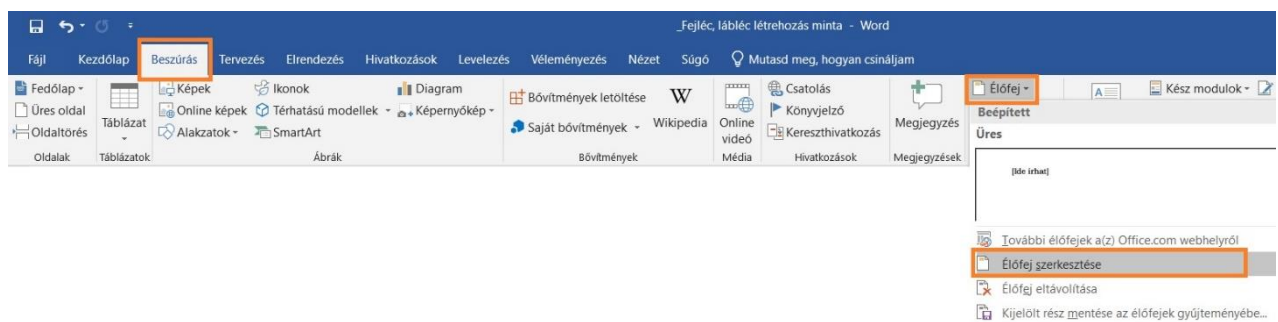 _Fejléc, lábléc létrehozás minta - Word
Fájl Kezdőlap Beszúrás Tervezés Elrendezés Hivatkozások Levelezés Véleményezés Nézet Súgó Mutasd meg, hogyan csináljam
Fedőlap
Üres oldal
Oldaltörés
Oldalak
Táblázat
Táblázatok
Képek
Online képek
Alakzatok
Ikonok
Térhatású modellek
SmartArt
Diagram
Képernyőkép
Ábrák
Bővítmények letöltése
Saját bővítmények
W
Wikipedia
Bővítmények
Online
videó
Média
Csatolás
Könyvjelző
Kereszthivatkozás
Hivatkozások
Megjegyzés
Megjegyzések
Élőfej
A
Kész modulok
Beépített
Üres
[Ide írhat]
További élőfejek a(z) Office.com webhelyről
Élőfej szerkesztése
Élőfej eltávolítása
Kijelölt rész mentése az élőfejek gyűjteményébe...